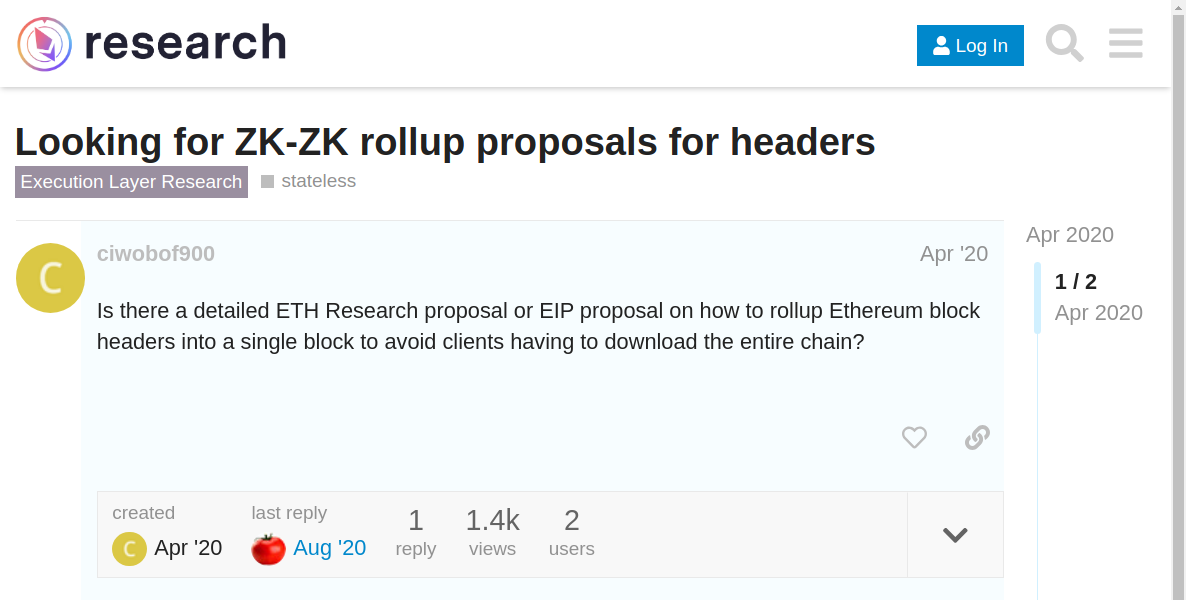 research
Log In
Looking for ZK-ZK rollup proposals for headers
Execution Layer Research
stateless
C
ciwobof900
Apr '20
Is there a detailed ETH Research proposal or EIP proposal on how to rollup Ethereum block
headers into a single block to avoid clients having to download the entire chain?
Apr 2020
1 / 2
Apr 2020
created
C
Apr '20
last reply
Aug '20
1
reply
1.4k
views
2
users